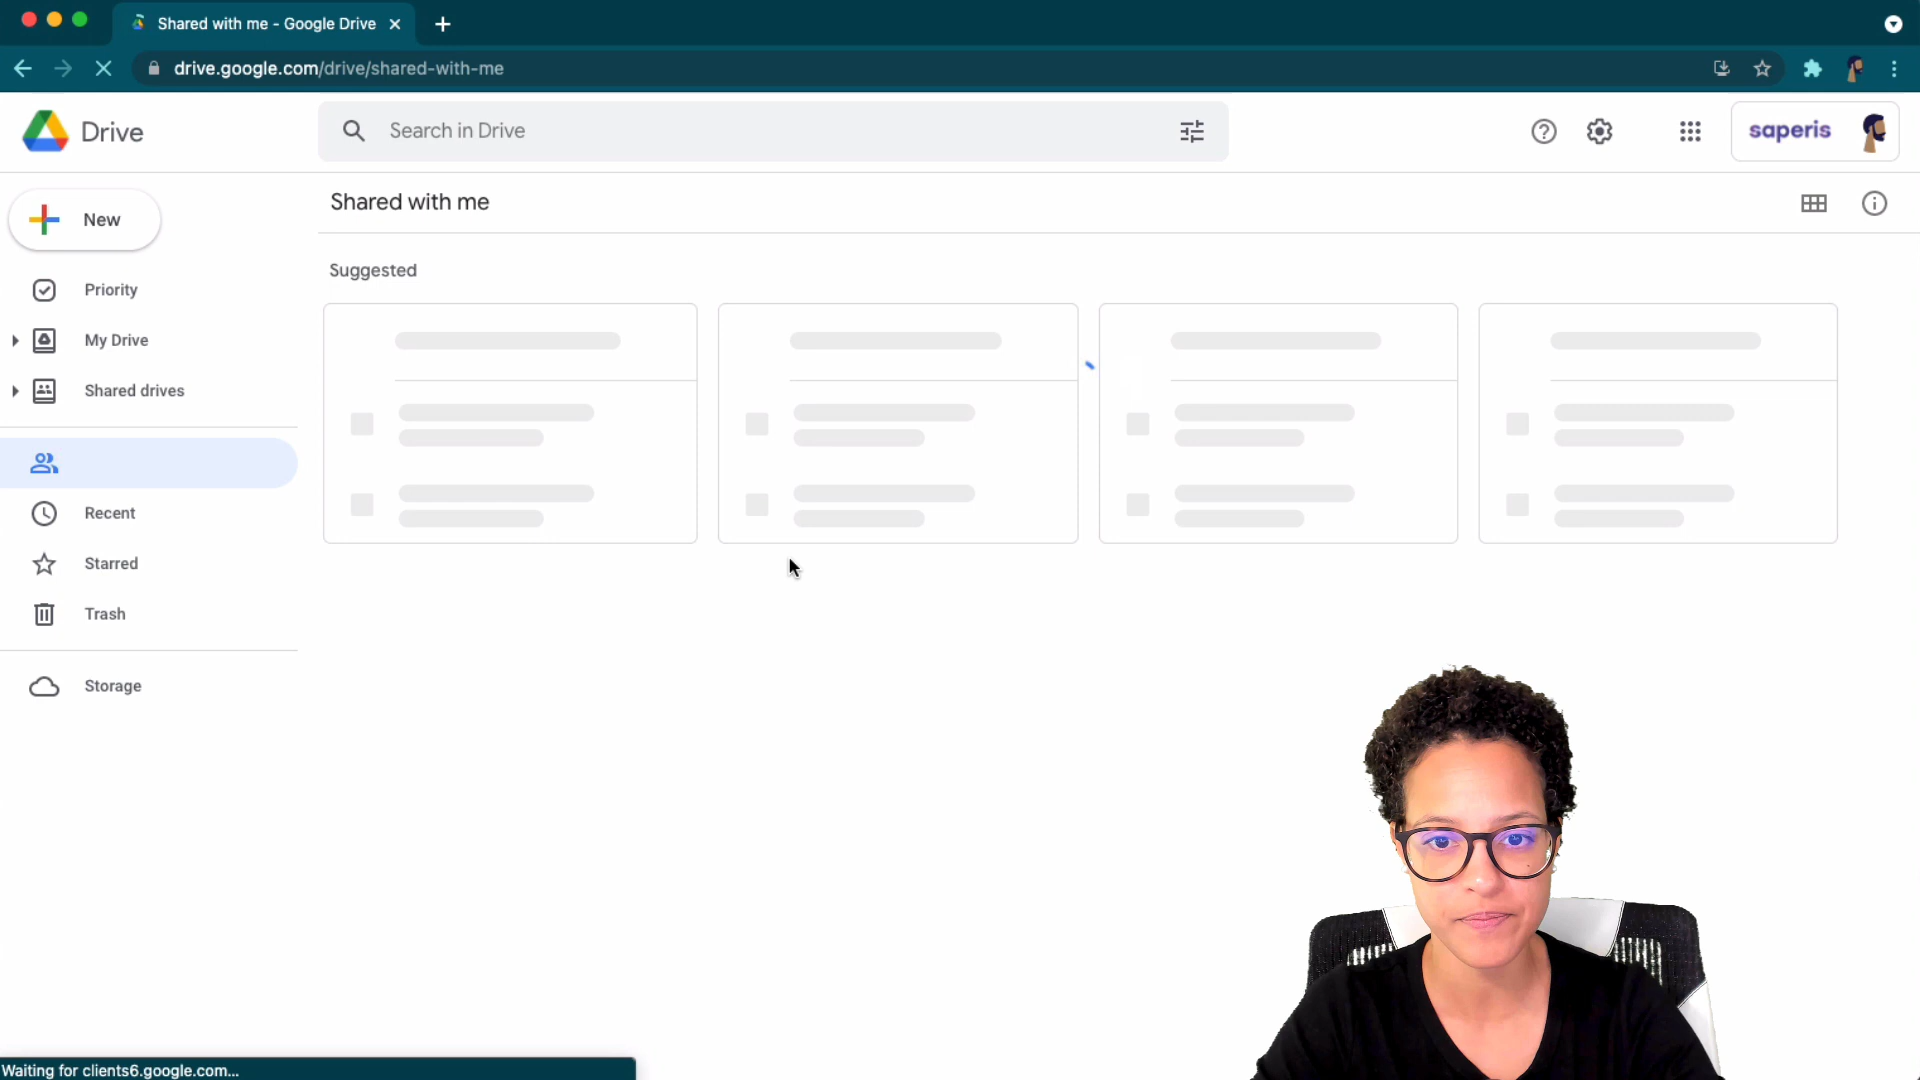 Shared with me - Google Drive
drive.google.com/drive/shared-with-me
Drive
Search in Drive
saperis
New
Shared with me
Suggested
Priority
My Drive
Shared drives
Recent
Starred
Trash
Storage
Waiting for clients6.google.com...